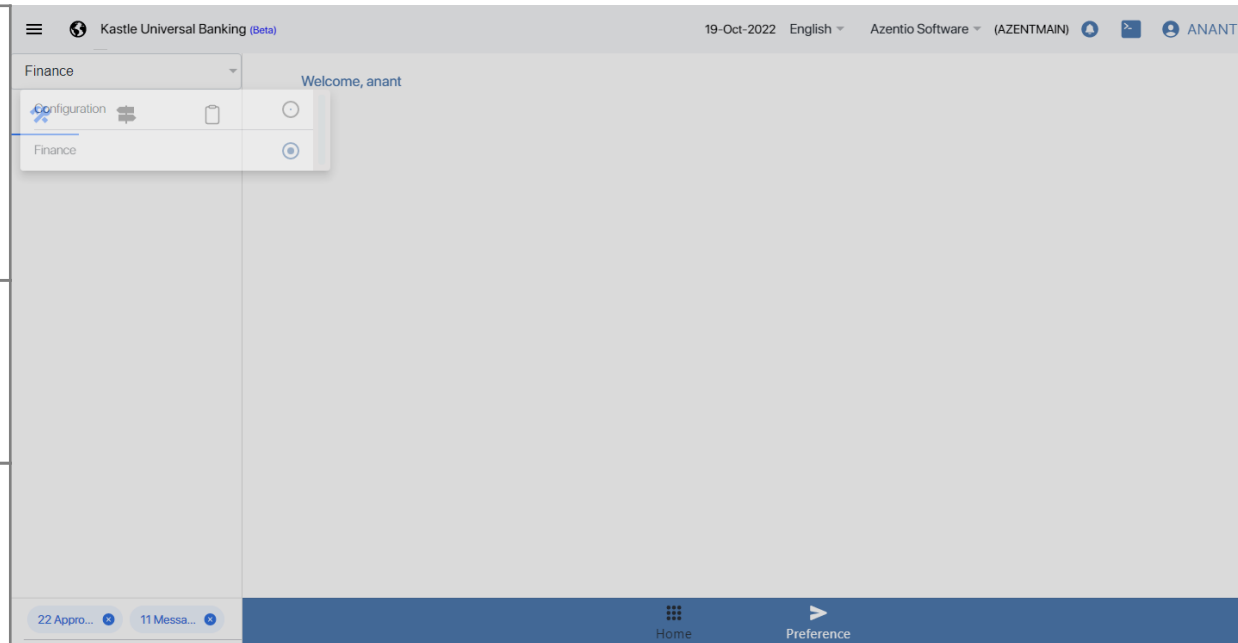 Kastle Universal Banking (Beta) 19-Oct-2022 English Azentio Software (AZENTMAIN) ANANT
Finance
Welcome, anant
Configuration
Finance
22 Appro... 11 Messa...
Home Preference